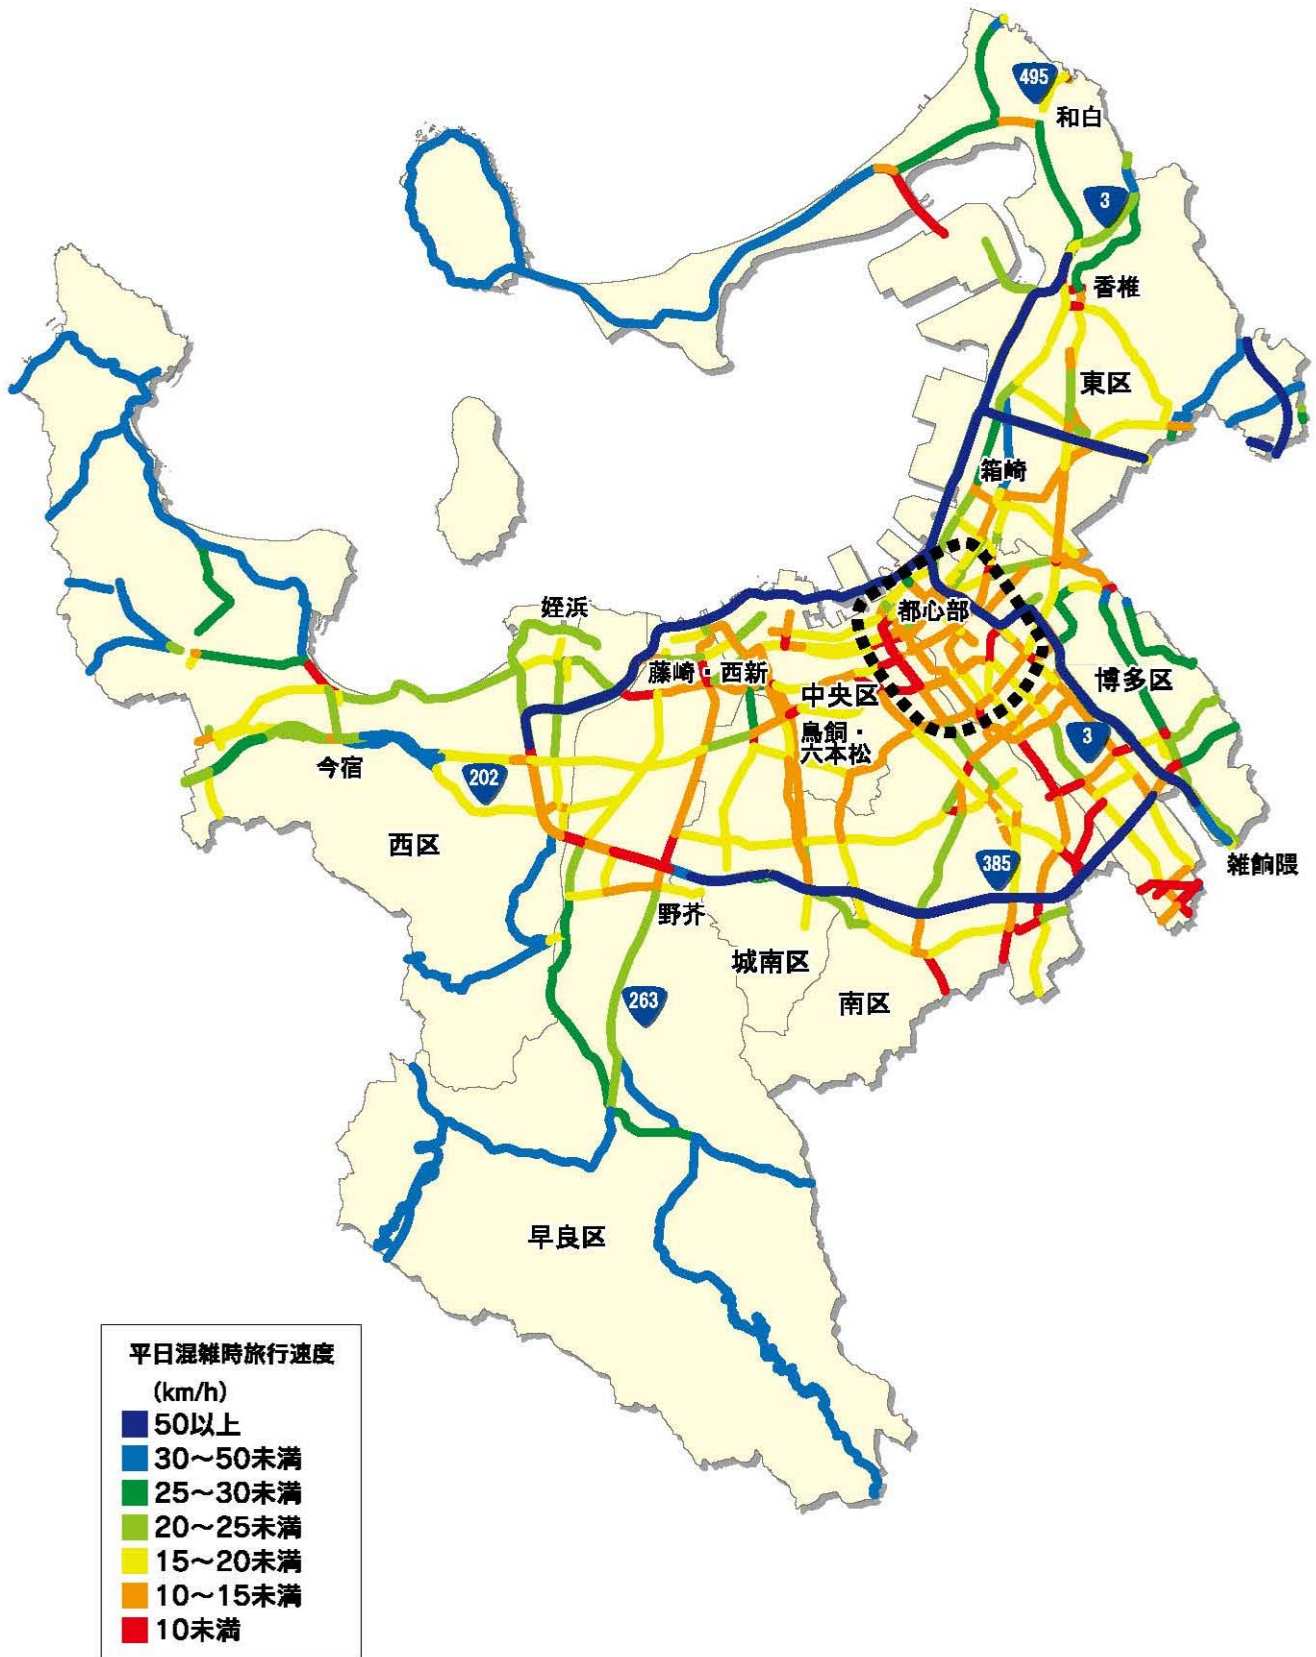 495
和白
3
香椎
東区
箱崎
都心部
姪浜
藤崎・西新
中央区
博多区
鳥飼・
六本松
3
今宿
202
西区
385
雑餉隈
野芥
城南区
263
南区
早良区
平日混雑時旅行速度
(km/h)
50以上
30～50未満
25～30未満
20～25未満
15～20未満
10～15未満
10未満